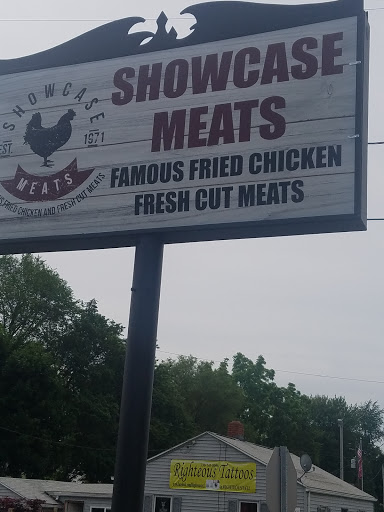 SHOWCASE
EST. 1971
MEATS
FRIED CHICKEN AND FRESH CUT MEATS
SHOWCASE
MEATS
FAMOUS FRIED CHICKEN
FRESH CUT MEATS
Righteous Tattoos